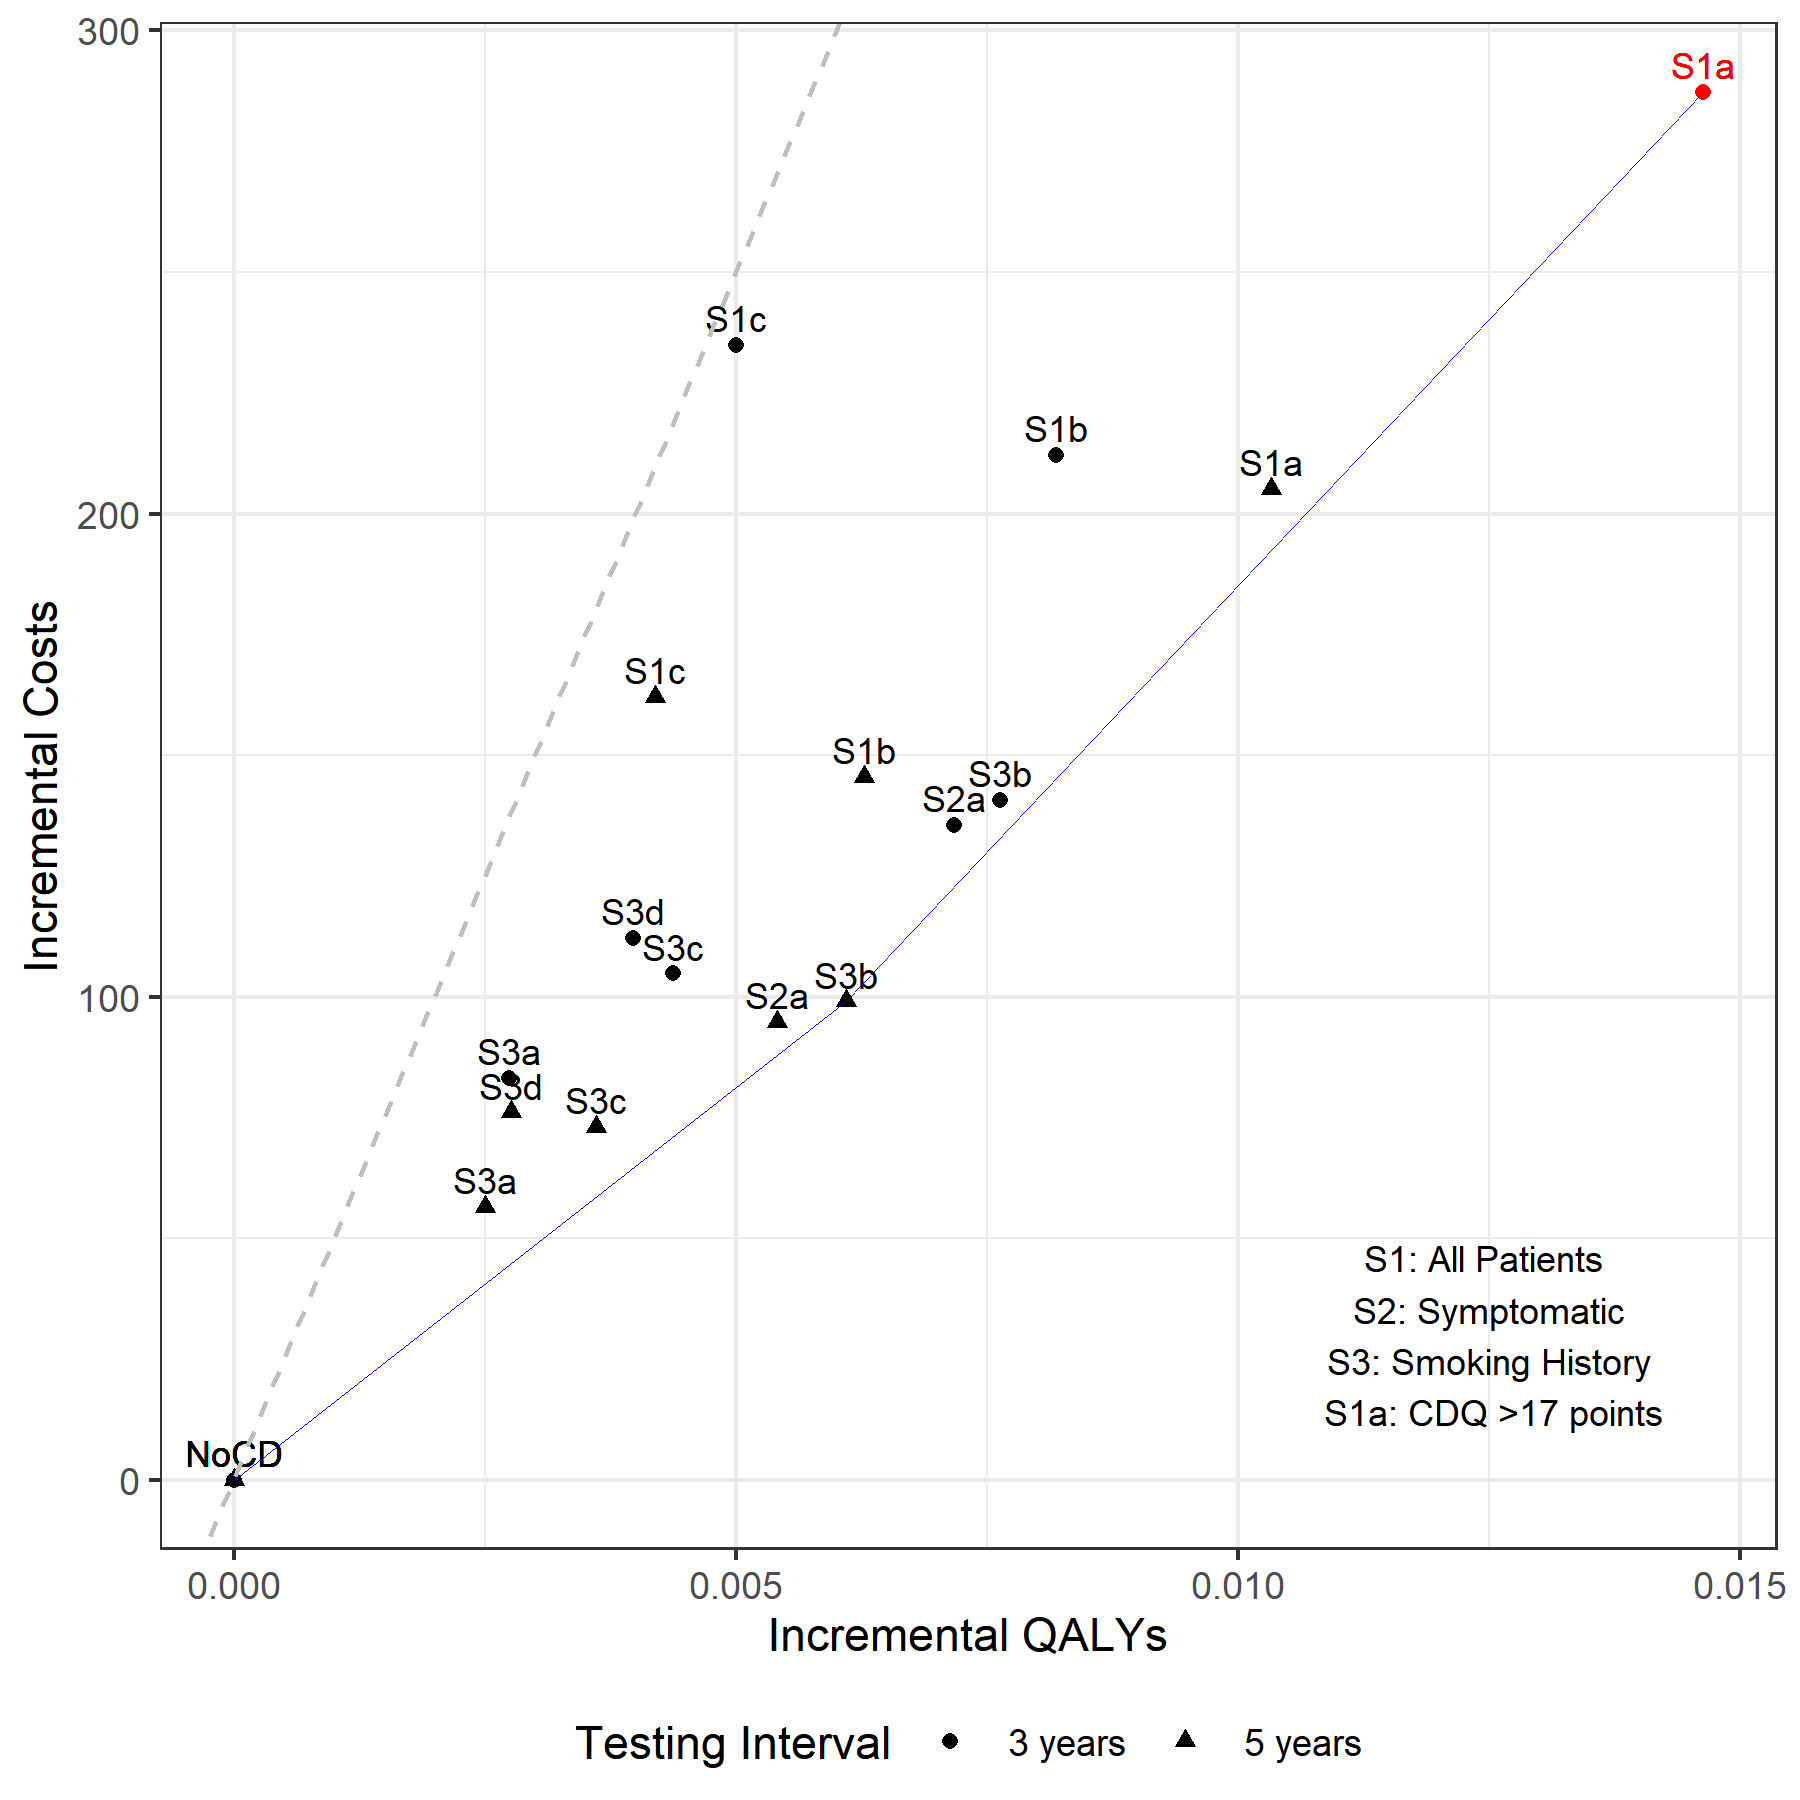 300
S1a
S1c
S1b
S1a
200
S1c
S1b
S3b
S2a
S3d
S3c
S3b
S2a
100
S3a
S3d
S3c
S3a
S1: All Patients
S2: Symptomatic
S3: Smoking History
S1a: CDQ >17 points
NoCD
0
0.000 0.005 0.010 0.015
Incremental Costs
Incremental QALYs
Testing Interval 3 years 5 years